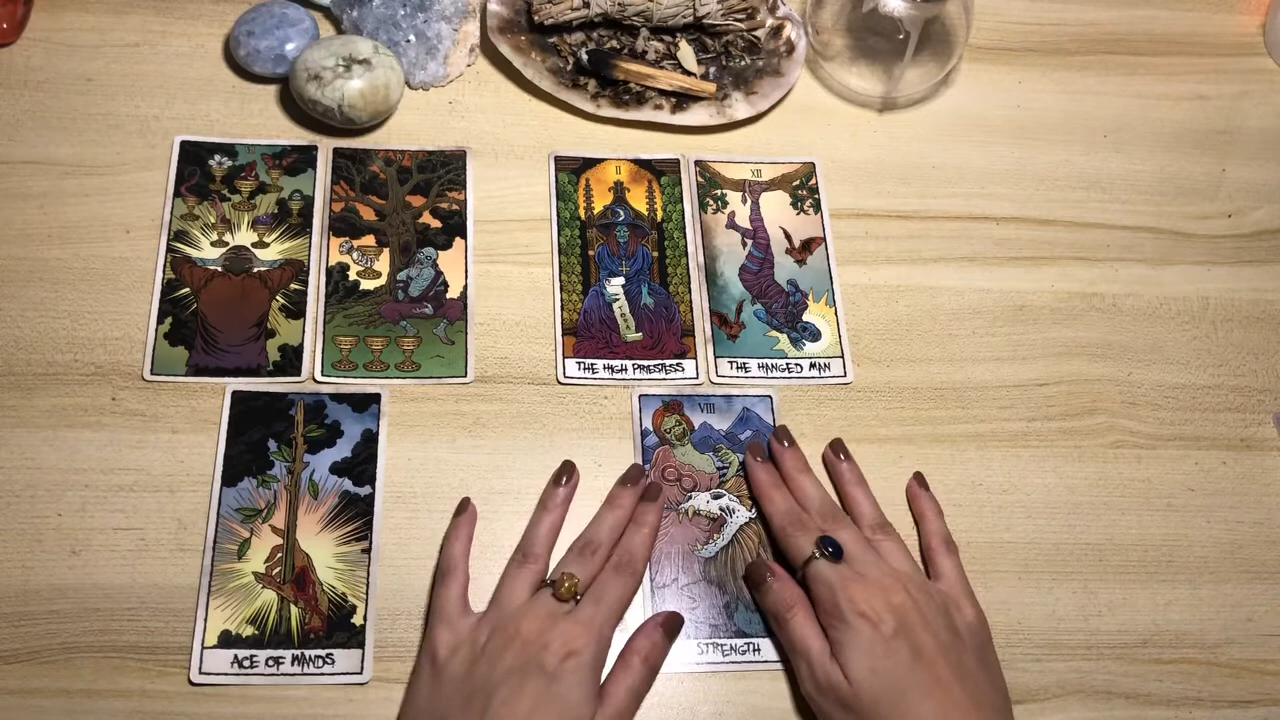 II
THE HIGH PRIESTESS
XII
THE HANGED MAN
ACE OF WANDS
VIII
STRENGTH